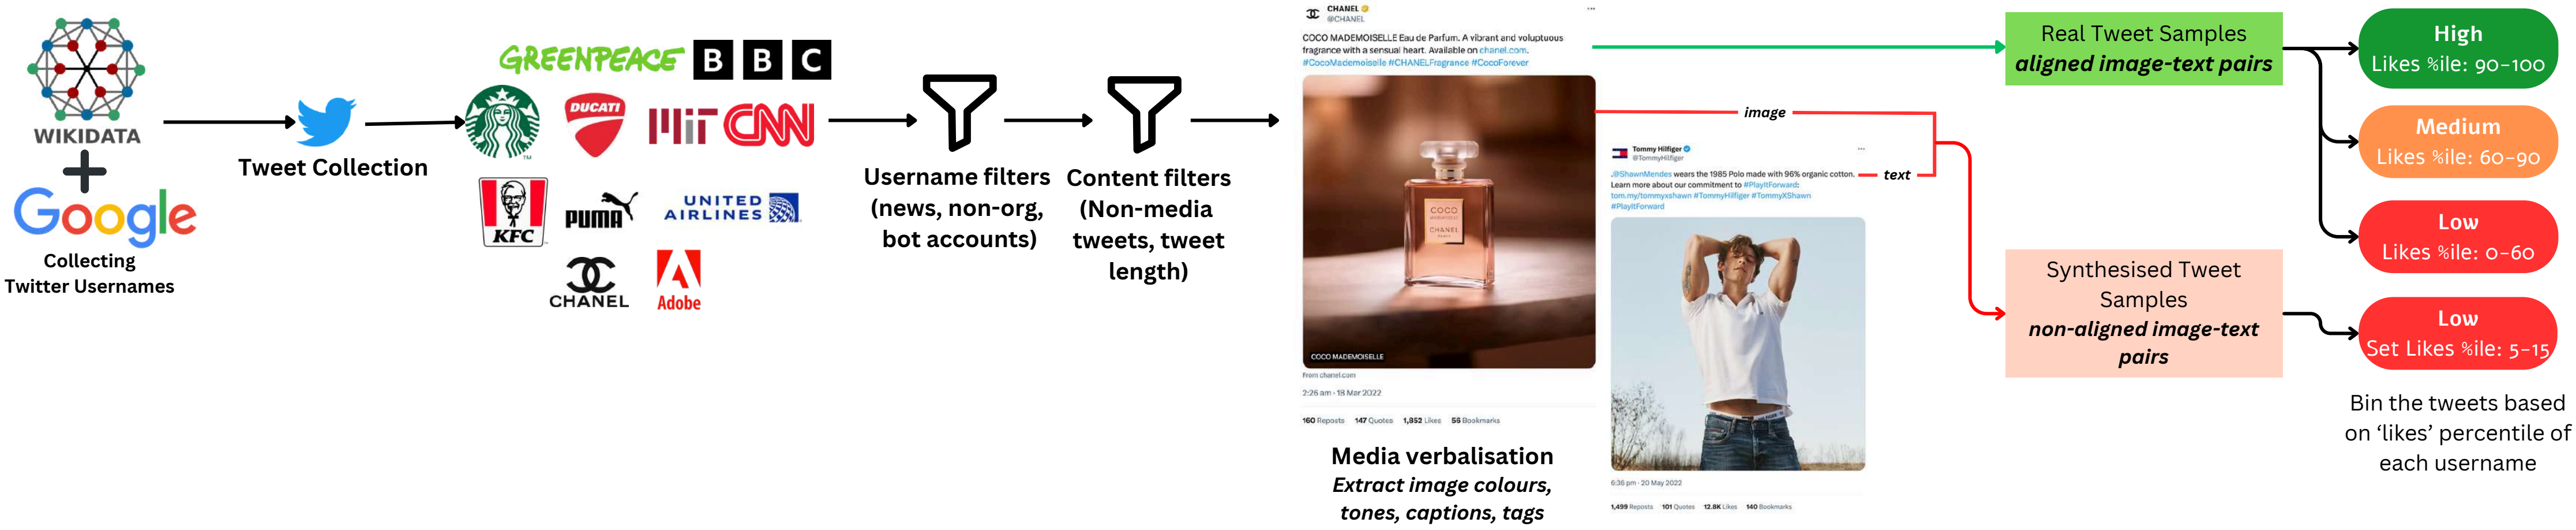 WIKIDATA
Google
Collecting
Twitter Usernames
Tweet Collection
GREENPEACE
BBC
TM
DUCATI
MIT
CNN
KFC
PUMA
UNITED
AIRLINES
CHANEL
Adobe
Username filters
(news, non-org,
bot accounts)
Content filters
(Non-media
tweets, tweet
length)
CHANEL
@CHANEL
COCO MADEMOISELLE Eau de Parfum. A vibrant and voluptuous
fragrance with a sensual heart. Available on chanel.com.
#CocoMademoiselle #CHANELFragrance #CocoForever
COCO
MADEMOISELLE
CHANEL
PARIS
COCO MADEMOISELLE
From chanel.com
2:26 am · 18 Mar 2022
160 Reposts 147 Quotes 1,852 Likes 56 Bookmarks
Media verbalisation
Extract image colours,
tones, captions, tags
image
text
Tommy Hilfiger
@TommyHilfiger
.@ShawnMendes wears the 1985 Polo made with 96% organic cotton.
Learn more about our commitment to #PlayItForward:
tom.my/tommyxshawn #TommyHilfiger #TommyXShawn
#PlayItForward
6:36 pm · 20 May 2022
1,499 Reposts 101 Quotes 12.8K Likes 140 Bookmarks
Real Tweet Samples
aligned image-text pairs
Synthesised Tweet
Samples
non-aligned image-text
pairs
High
Likes %ile: 90-100
Medium
Likes %ile: 60-90
Low
Likes %ile: 0-60
Low
Set Likes %ile: 5-15
Bin the tweets based
on ‘likes’ percentile of
each username